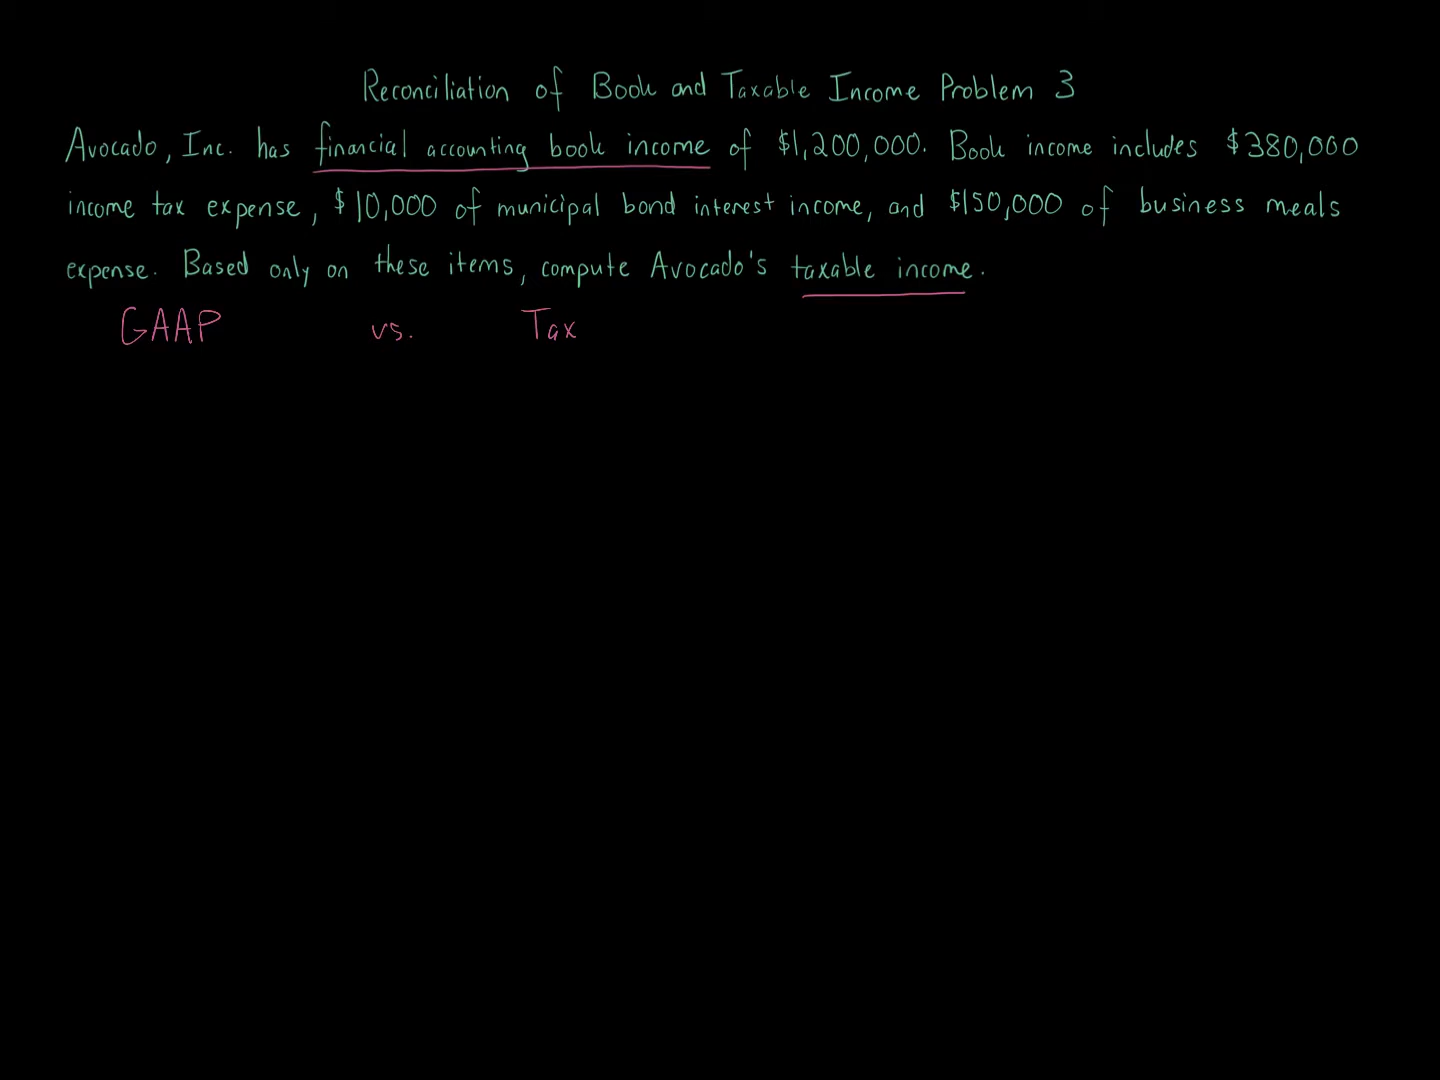 Reconciliation of Book and Taxable Income Problem 3
Avocado, Inc. has financial accounting book income of $1,200,000. Book income includes $380,000
income tax expense, $10,000 of municipal bond interest income, and $150,000 of business meals
expense. Based only on these items, compute Avocado's taxable income.
GAAP vs. Tax